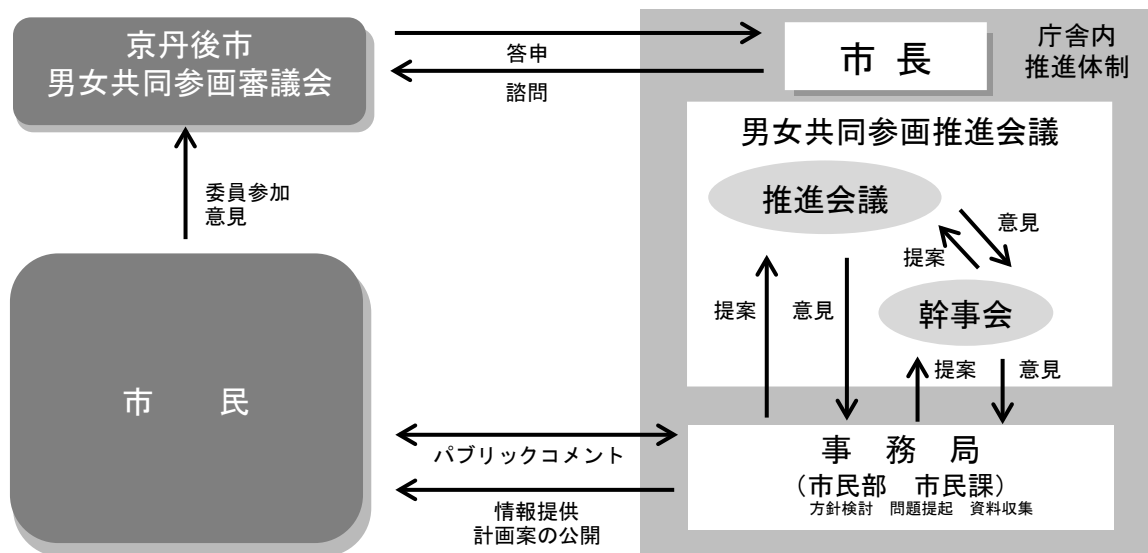 京丹後市
男女共同参画審議会
答申
諮問
市 長
庁舎内
推進体制
男女共同参画推進会議
推進会議
意見
提案
幹事会
提案
意見
提案
意見
委員参加
意見
市 民
パブリックコメント
情報提供
計画案の公開
事 務 局
(市民部 市民課)
方針検討 問題提起 資料収集